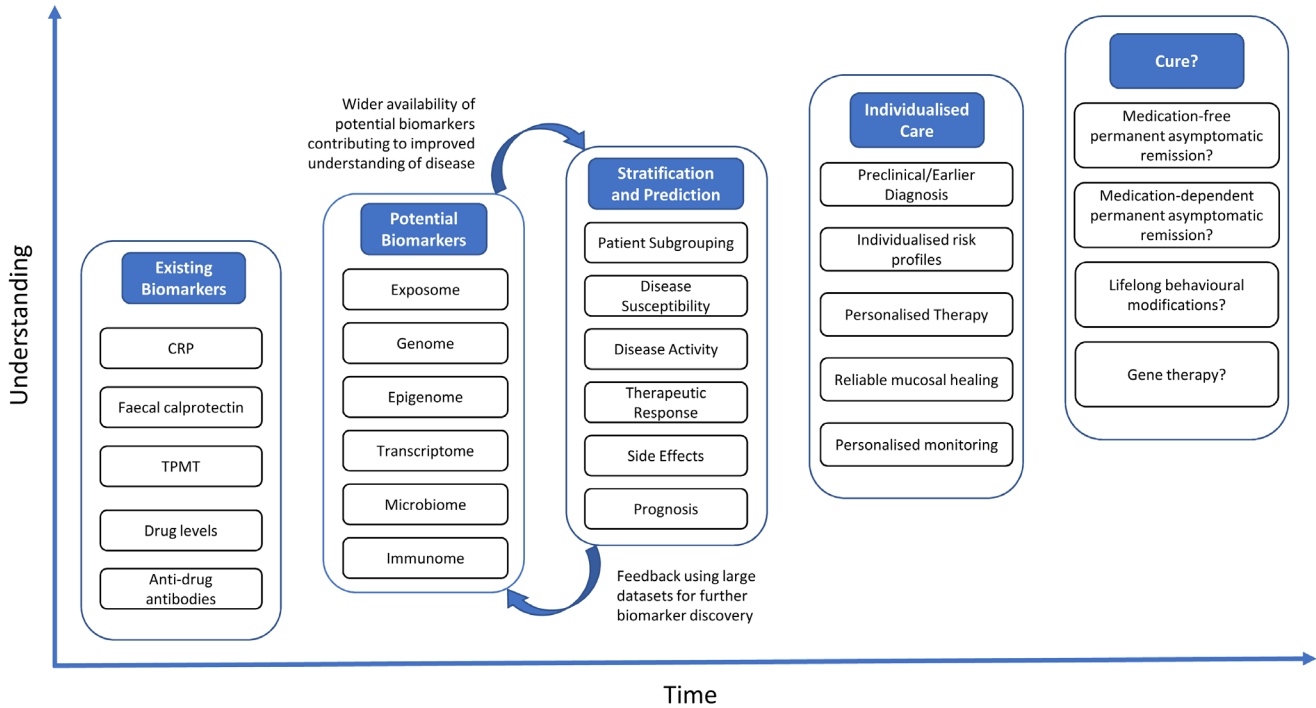 Understanding
Existing
Biomarkers
CRP
Faecal calprotectin
TPMT
Drug levels
Anti-drug
antibodies
Wider availability of
potential biomarkers
contributing to improved
understanding of disease
Potential
Biomarkers
Exposome
Genome
Epigenome
Transcriptome
Microbiome
Immunome
Stratification
and Prediction
Patient Subgrouping
Disease
Susceptibility
Disease Activity
Therapeutic
Response
Side Effects
Prognosis
Feedback using large
datasets for further
biomarker discovery
Individualised
Care
Preclinical/Earlier
Diagnosis
Individualised risk
profiles
Personalised Therapy
Reliable mucosal healing
Personalised monitoring
Cure?
Medication-free
permanent asymptomatic
remission?
Medication-dependent
permanent asymptomatic
remission?
Lifelong behavioural
modifications?
Gene therapy?
Time